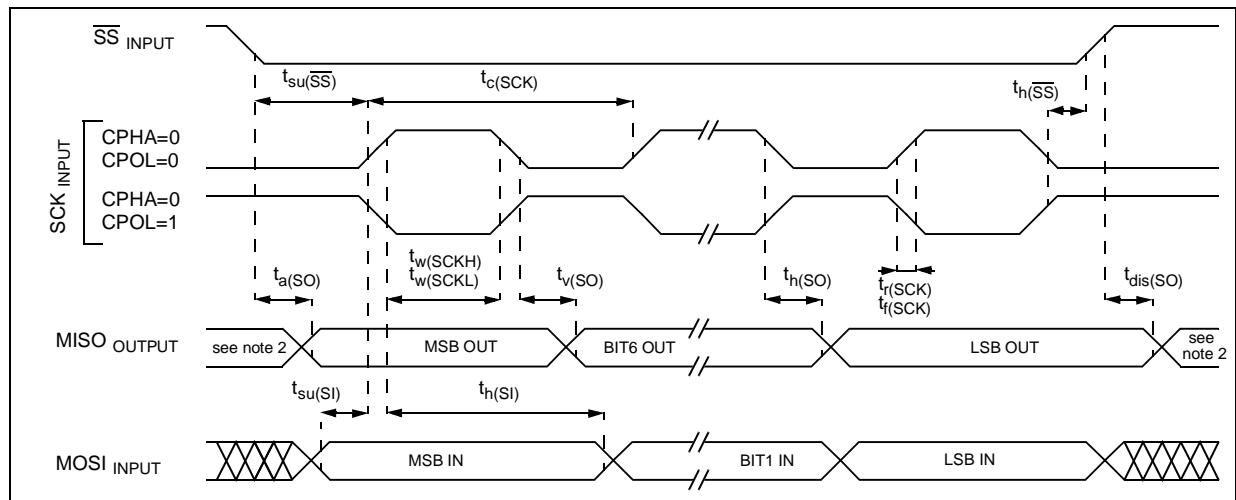 SS INPUT
tsu(SS)
tc(SCK)
th(SS)
SCK INPUT
CPHA=0
CPOL=0
CPHA=0
CPOL=1
ta(SO)
tw(SCKH)
tw(SCKL)
tv(SO)
th(SO)
tr(SCK)
tf(SCK)
tdis(SO)
MISO OUTPUT
see note 2
MSB OUT
BIT6 OUT
LSB OUT
see
note 2
tsu(SI)
th(SI)
MOSI INPUT
MSB IN
BIT1 IN
LSB IN